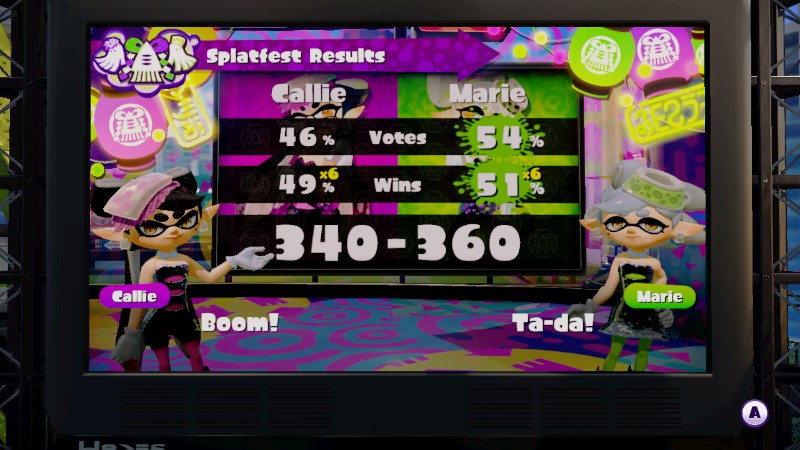 Splatfest Results
Callie Marie
46% Votes 54%
49% x6 Wins 51% x6
340-360
Callie Marie
Boom! Ta-da!
A